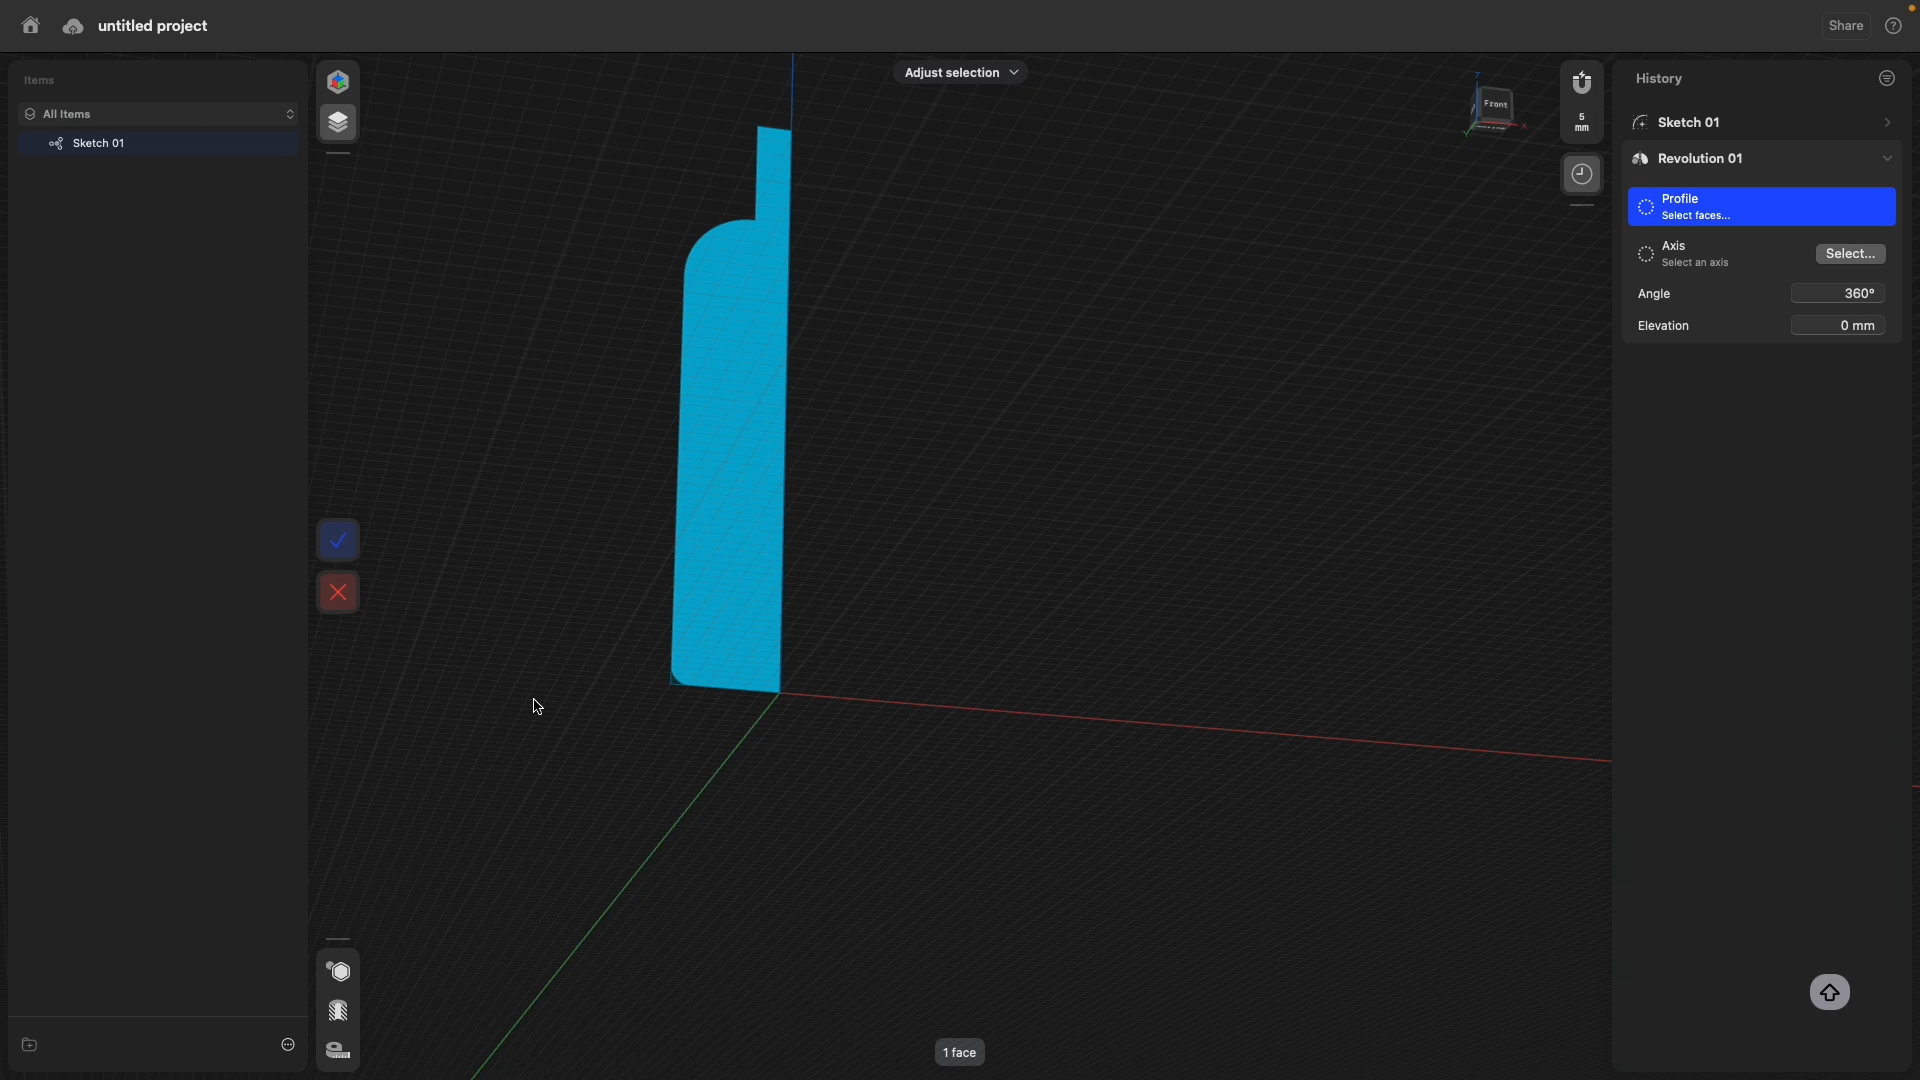 untitled project
Share
?
Items
All Items
Sketch 01
Adjust selection
Z
Front
X
Y
5
mm
History
Sketch 01
Revolution 01
Profile
Select faces...
Axis
Select an axis
Select...
Angle
360°
Elevation
0 mm
1 face